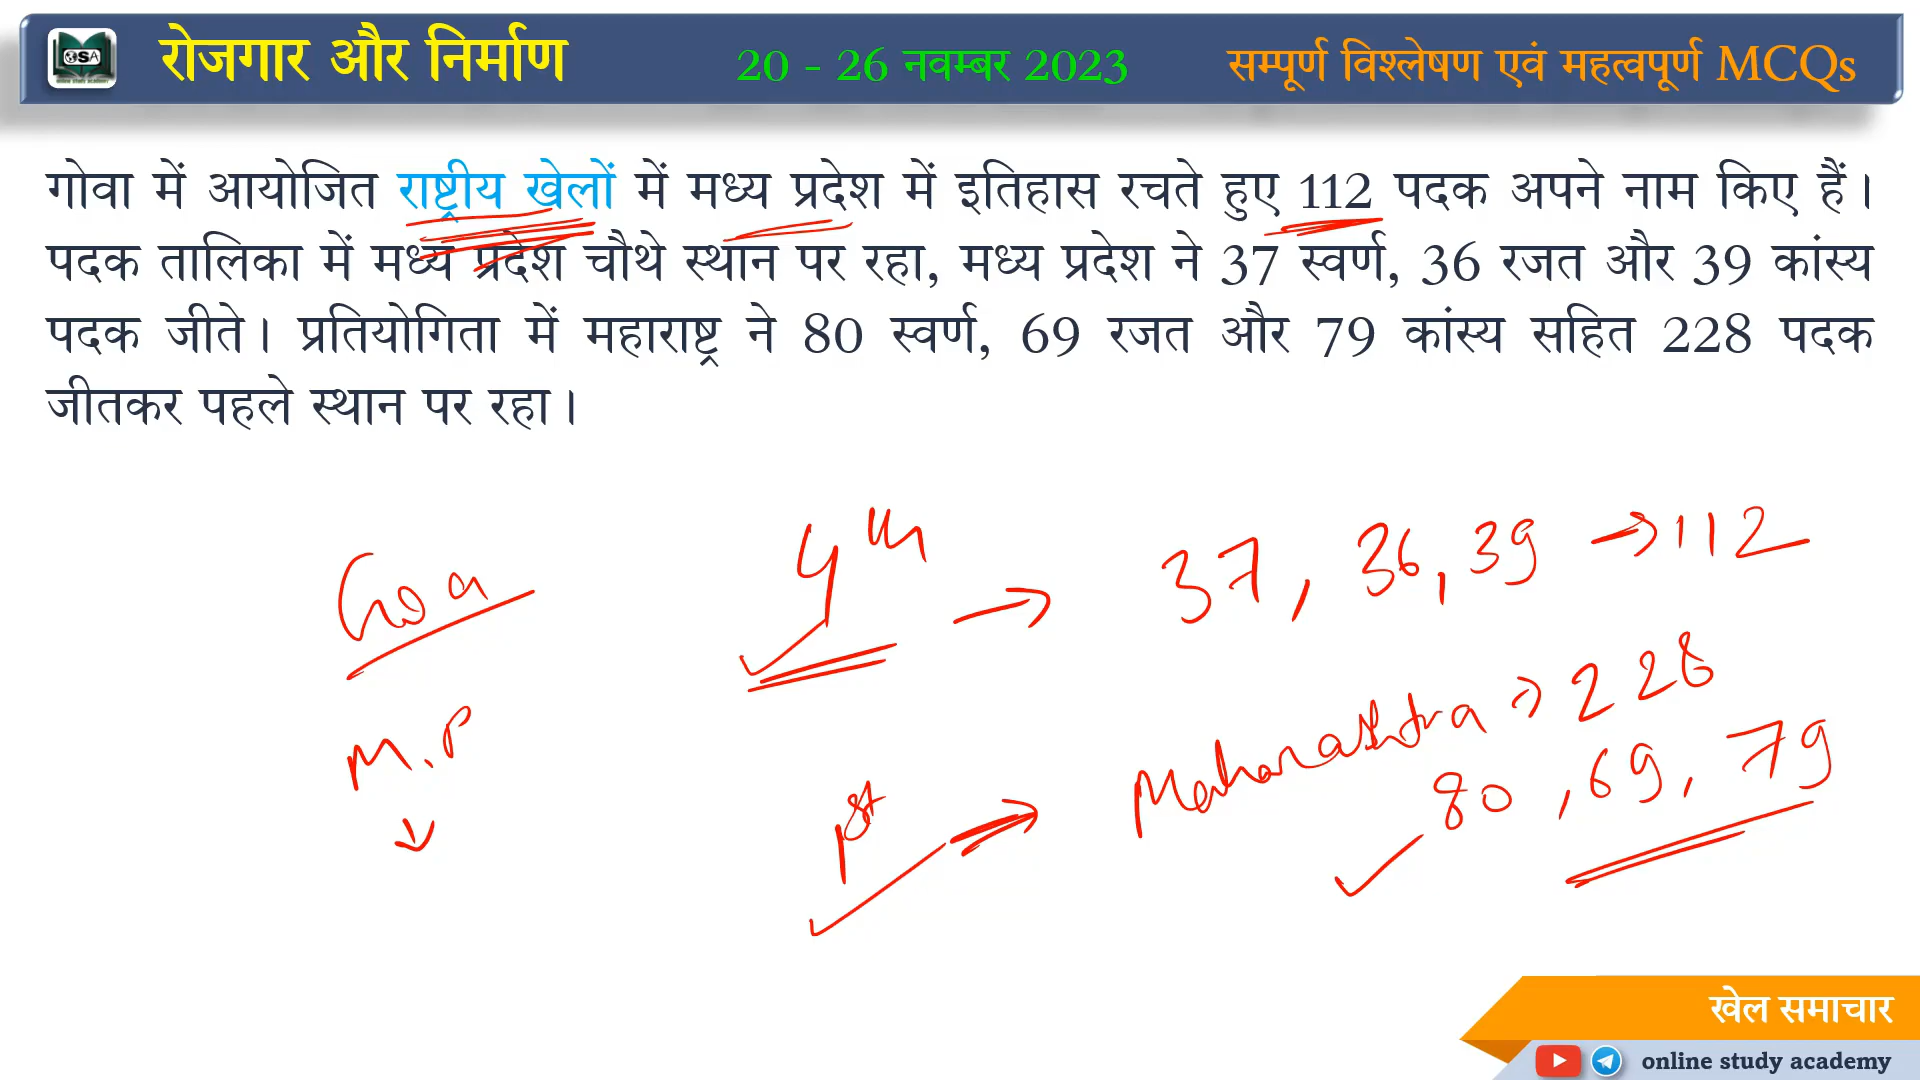 OSA
रोजगार और निर्माण
20 - 26 नवम्बर 2023
सम्पूर्ण विश्लेषण एवं महत्वपूर्ण MCQs
गोवा में आयोजित राष्ट्रीय खेलों में मध्य प्रदेश में इतिहास रचते हुए 112 पदक अपने नाम किए हैं।
पदक तालिका में मध्य प्रदेश चौथे स्थान पर रहा, मध्य प्रदेश ने 37 स्वर्ण, 36 रजत और 39 कांस्य
पदक जीते। प्रतियोगिता में महाराष्ट्र ने 80 स्वर्ण, 69 रजत और 79 कांस्य सहित 228 पदक
जीतकर पहले स्थान पर रहा।
Goa
4th → 37, 36, 39 → 112
M.P
1st → Maharashtra → 228
80, 69, 79
खेल समाचार
online study academy